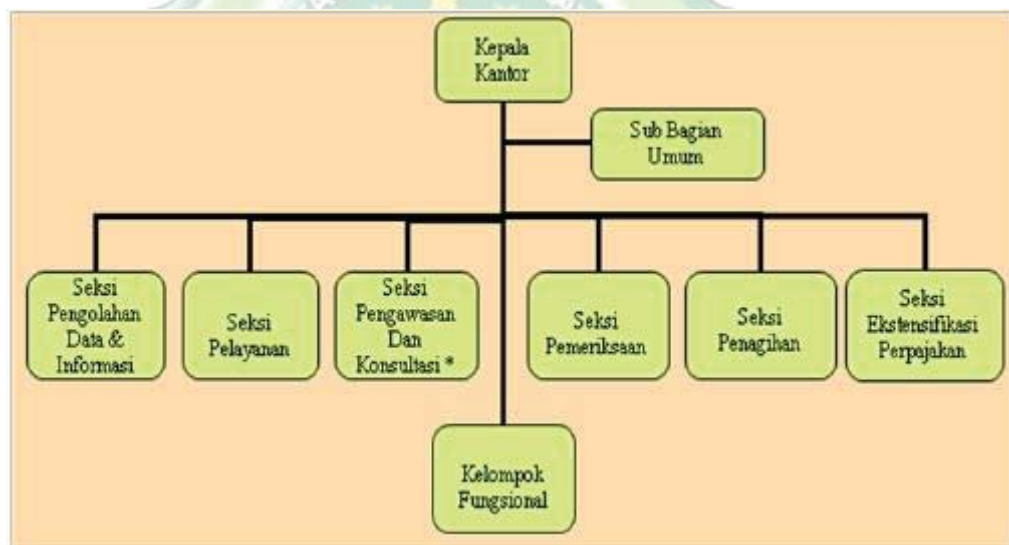 Kepala
Kantor
Sub Bagian
Umum
Seksi
Pengolahan
Data &
Informasi
Seksi
Pelayanan
Seksi
Pengawasan
Dan
Konsultasi *
Seksi
Pemeriksaan
Seksi
Penagihan
Seksi
Ekstensifikasi
Perpajakan
Kelompok
Fungsional